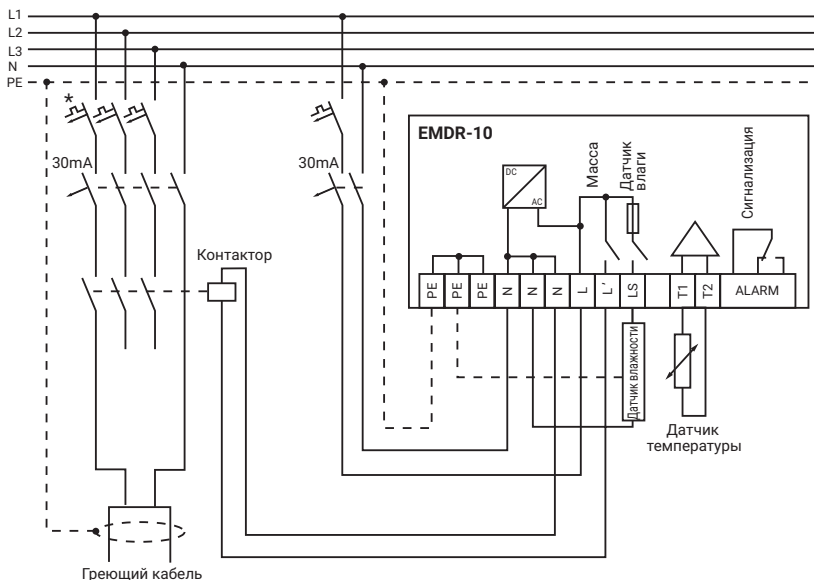 L1
L2
L3
N
PE
*
30mA
30mA
Контактор
Греющий кабель
EMDR-10
DC
AC
Масса
Датчик
влаги
Сигнализация
PE
PE
PE
N
N
N
L
L'
LS
T1
T2
ALARM
Датчик влажности
Датчик
температуры